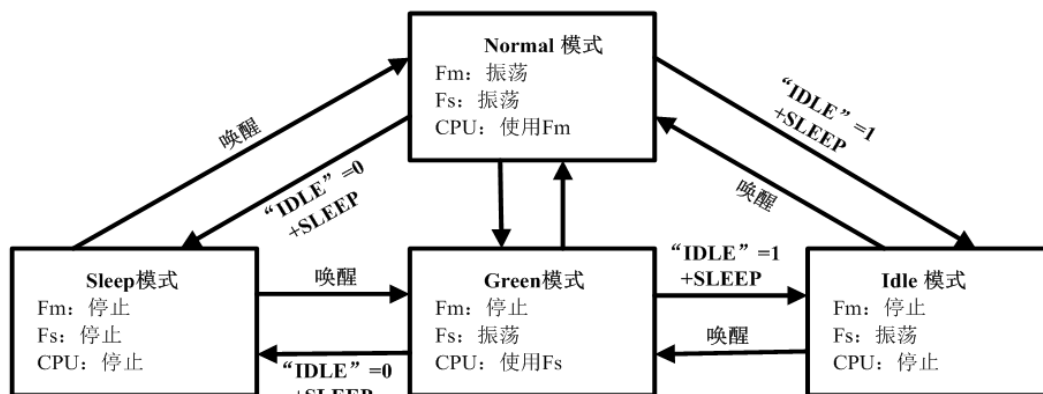 Normal 模式
Fm：振荡
Fs：振荡
CPU：使用Fm
唤醒
“IDLE”=0
+SLEEP
“IDLE”=1
+SLEEP
唤醒
Sleep模式
Fm：停止
Fs：停止
CPU：停止
唤醒
“IDLE”=0
+SLEEP
Green模式
Fm：停止
Fs：振荡
CPU：使用Fs
“IDLE”=1
+SLEEP
唤醒
Idle 模式
Fm：停止
Fs：振荡
CPU：停止